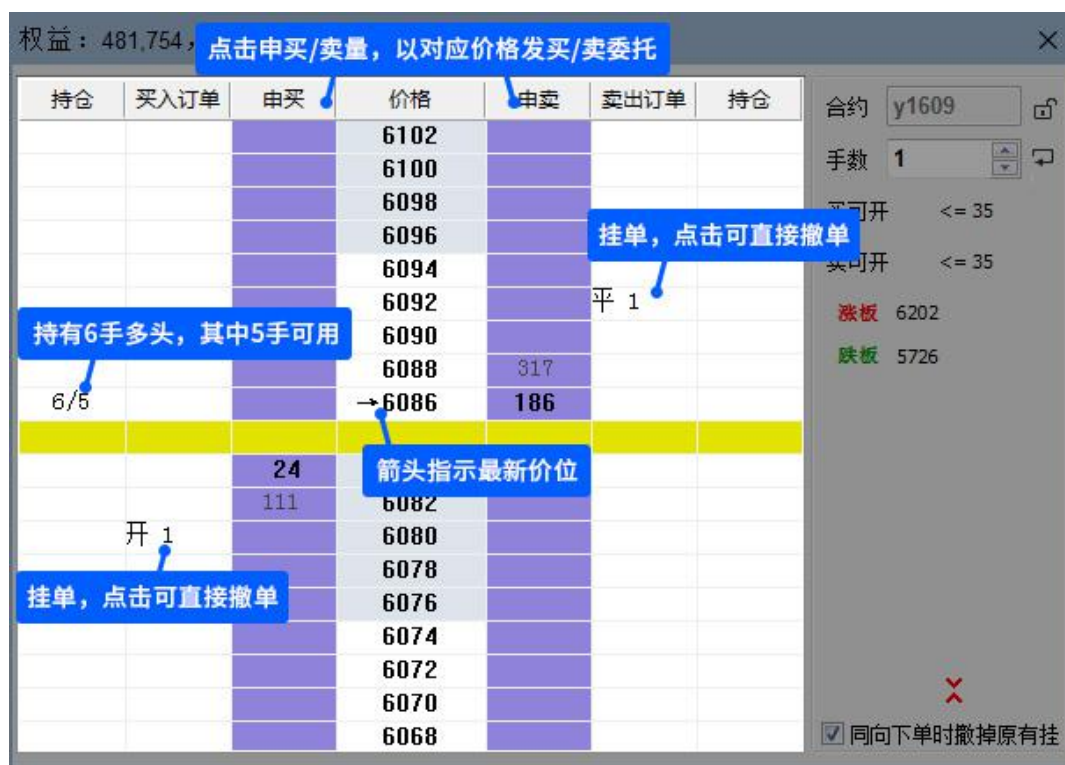 权益：481,754，
点击申买/卖量，以对应价格发买/卖委托
持仓 买入订单 申买 价格 申卖 卖出订单 持仓
合约 y1609
6102
6100
手数 1
6098
买可开 <= 35
6096
挂单，点击可直接撤单
6094
卖可开 <= 35
6092 平 1
涨板 6202
持有6手多头，其中5手可用
6090
6088 317
跌板 5726
6/5 →6086 186
24
箭头指示最新价位
111 6082
开 1 6080
6078
挂单，点击可直接撤单
6076
6074
6072
6070
6068
同向下单时撤掉原有挂